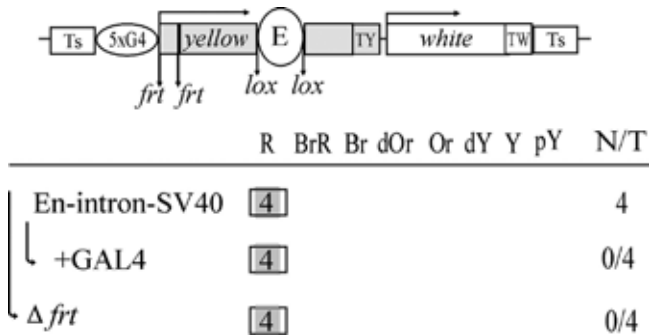 Ts 5xG4 yellow E TY white TW Ts
frt frt lox lox
R BrR Br dOr Or dY Y pY N/T
En-intron-SV40 4 4
+GAL4 4 0/4
Δ frt 4 0/4